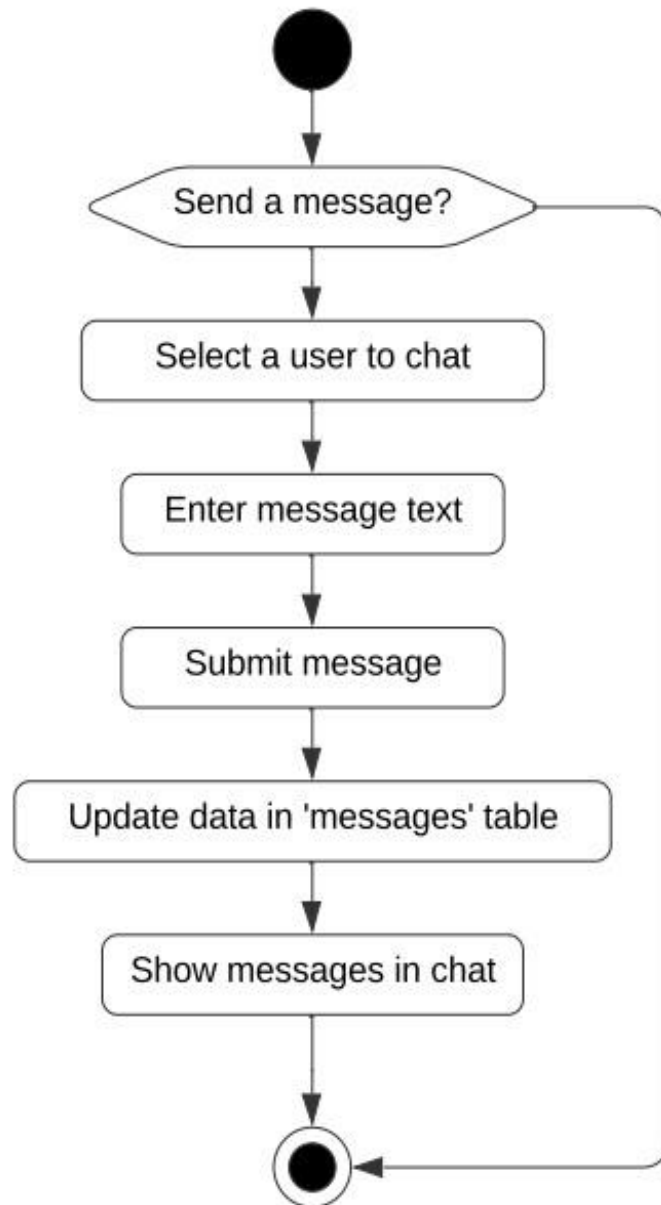 Send a message?
Select a user to chat
Enter message text
Submit message
Update data in 'messages' table
Show messages in chat